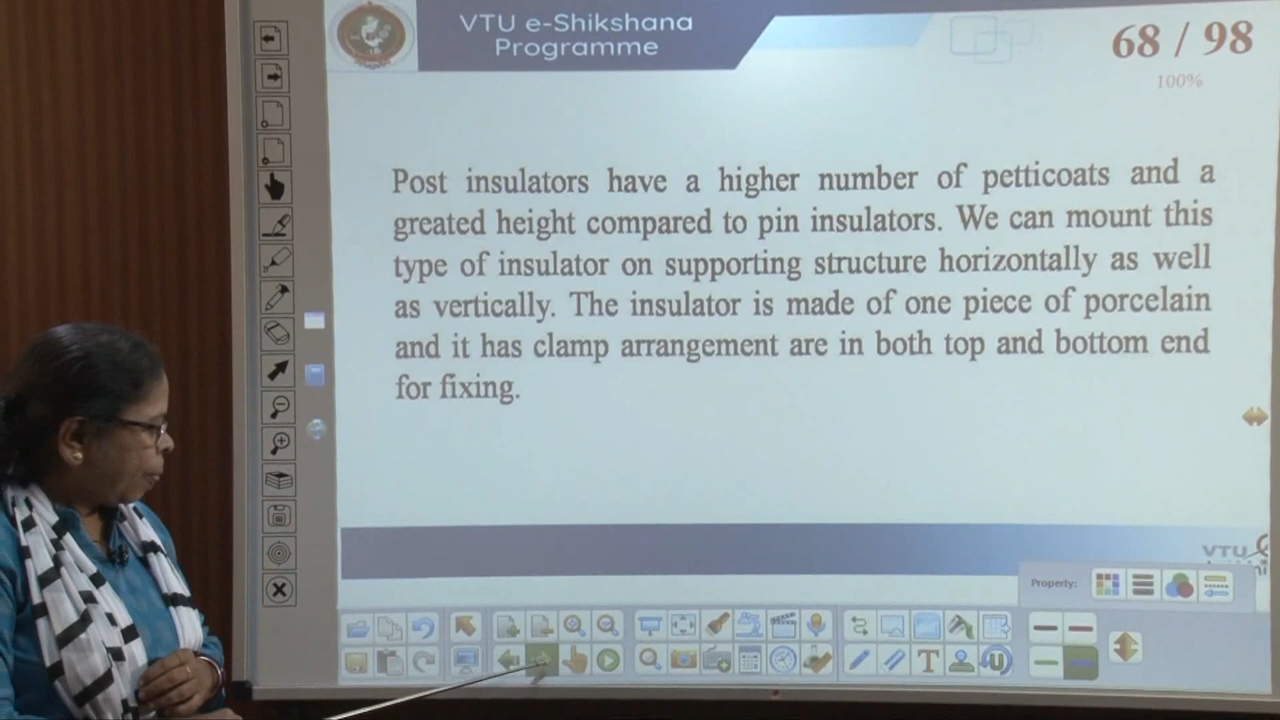 VTU e-Shikshana
Programme
68 / 98
100%
Post insulators have a higher number of petticoats and a
greated height compared to pin insulators. We can mount this
type of insulator on supporting structure horizontally as well
as vertically. The insulator is made of one piece of porcelain
and it has clamp arrangement are in both top and bottom end
for fixing.
VTU
Property: